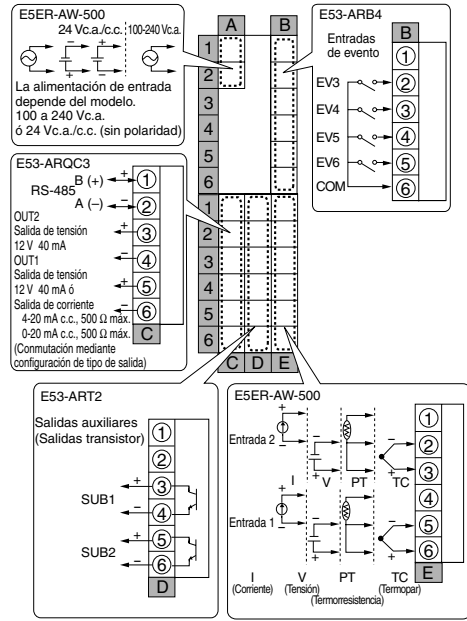 E5ER-AW-500
24 Vc.a./c.c. 100-240 Vc.a.
+ − − +
La alimentación de entrada
depende del modelo.
100 a 240 Vc.a.
ó 24 Vc.a./c.c. (sin polaridad)
A B
1
2
3
4
5
6
1
2
3
4
5
6
C D E
E53-ARB4
Entradas
de evento
B
1
EV3 2
EV4 3
EV5 4
EV6 5
COM 6
E53-ARQC3
B (+) + 1
RS-485
A (−) − 2
OUT2
Salida de tensión
12 V 40 mA
+ 3
− 4
OUT1
Salida de tensión
12 V 40 mA ó
+ 5
Salida de corriente
− 6
4-20 mA c.c., 500 Ω máx.
0-20 mA c.c., 500 Ω máx.
C
(Conmutación mediante
configuración de tipo de salida)
E53-ART2
Salidas auxiliares
(Salidas transistor)
1
2
SUB1 + 3
− 4
SUB2 + 5
− 6
D
E5ER-AW-500
Entrada 2 + − − +
I V PT TC
Entrada 1 + − − +
1
2
3
4
5
6
E
I V PT TC
(Corriente) (Tensión) (Termorresistencia) (Termopar)